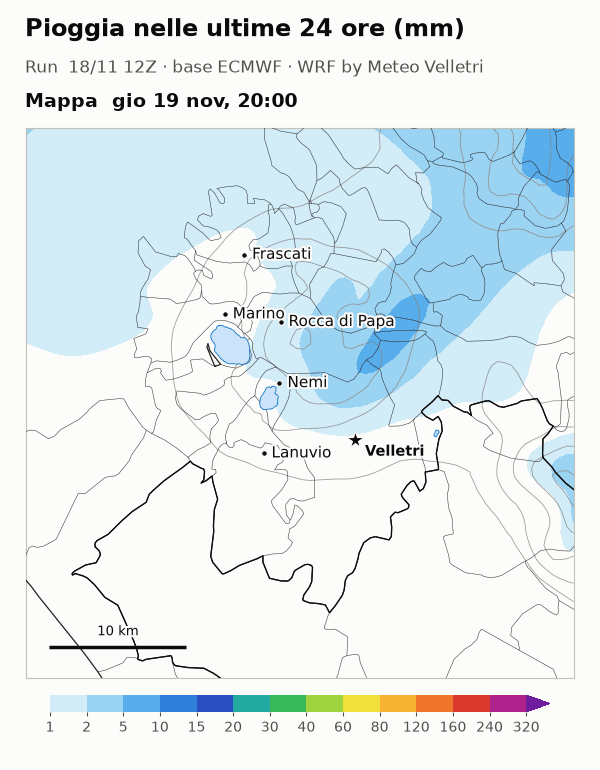 Pioggia nelle ultime 24 ore (mm)
Run  18/11 12Z · base ECMWF · WRF by Meteo Velletri
Mappa  gio 19 nov, 20:00
Frascati
Marino
Rocca di Papa
Nemi
Velletri
Lanuvio
10 km
1 2 5 10 15 20 30 40 60 80 120 160 240 320